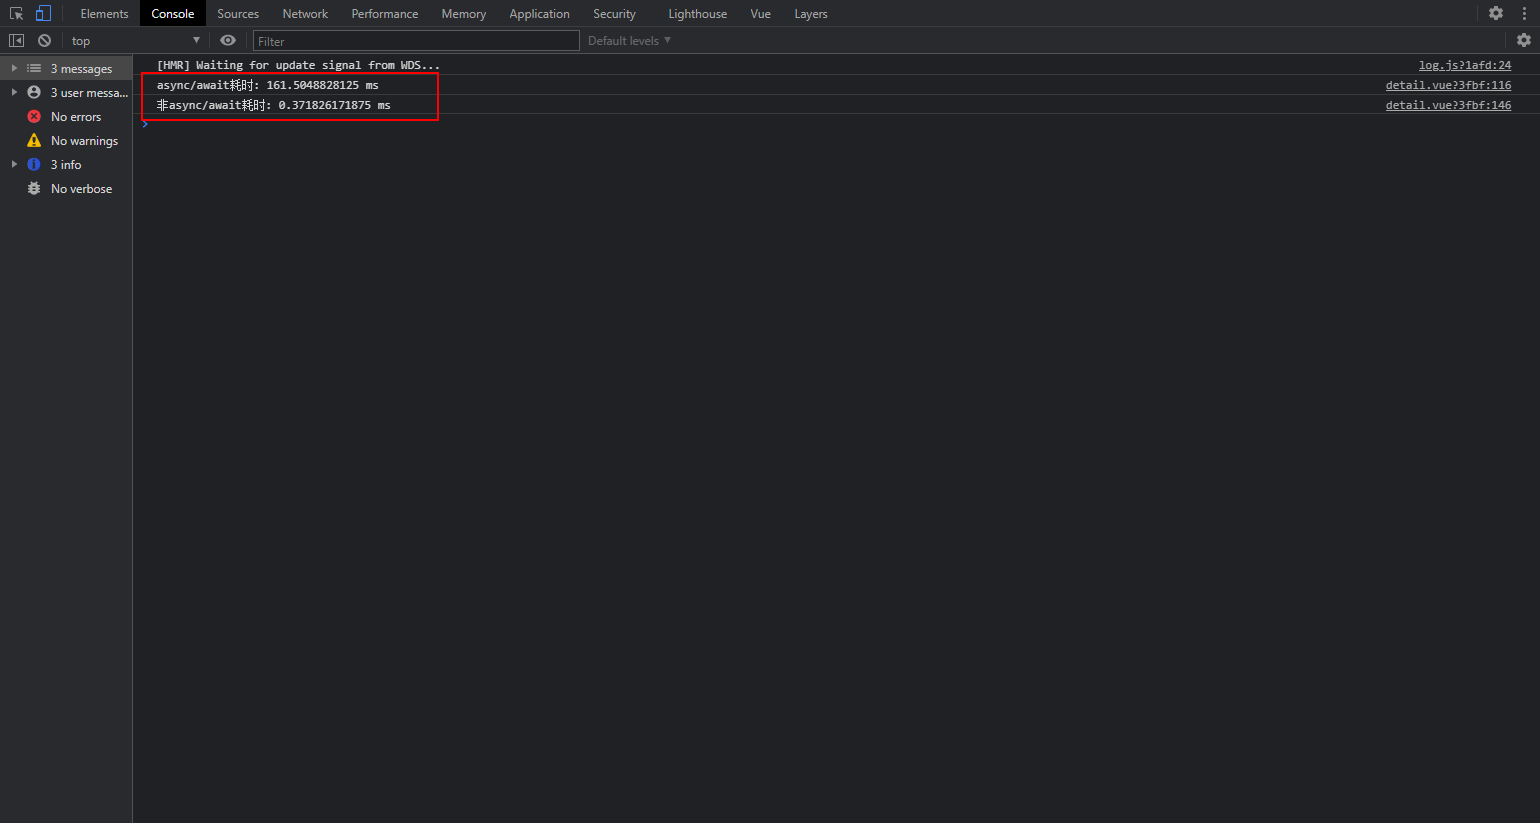 Elements Console Sources Network Performance Memory Application Security Lighthouse Vue Layers
top Filter Default levels
3 messages
3 user messa...
No errors
No warnings
3 info
No verbose
[HMR] Waiting for update signal from WDS... log.js?1afd:24
async/await耗时: 161.5048828125 ms detail.vue?3fbf:116
非async/await耗时: 0.371826171875 ms detail.vue?3fbf:146